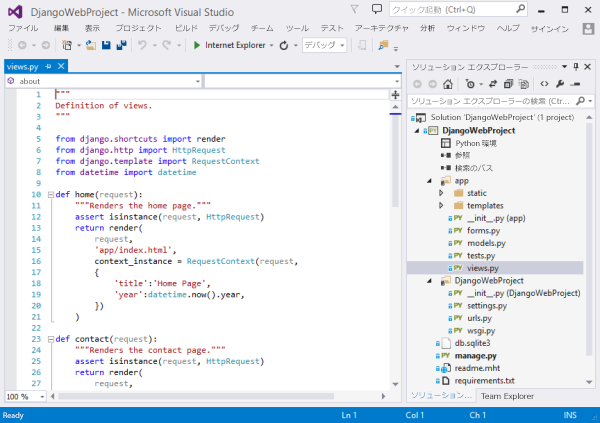 DjangoWebProject - Microsoft Visual Studio
クイック起動 (Ctrl+Q)
ファイル 編集 表示 プロジェクト ビルド デバッグ チーム ツール テスト アーキテクチャ 分析 ウィンドウ ヘルプ サインイン
Internet Explorer デバッグ
views.py
about
1 """
2 Definition of views.
3 """
4
5 from django.shortcuts import render
6 from django.http import HttpRequest
7 from django.template import RequestContext
8 from datetime import datetime
9
10 def home(request):
11 """Renders the home page."""
12 assert isinstance(request, HttpRequest)
13 return render(
14 request,
15 'app/index.html',
16 context_instance = RequestContext(request,
17 {
18 'title':'Home Page',
19 'year':datetime.now().year,
20 })
21 )
22
23 def contact(request):
24 """Renders the contact page."""
25 assert isinstance(request, HttpRequest)
26 return render(
27 request,
100 %
ソリューション エクスプローラー
ソリューション エクスプローラーの検索 (Ctr
Solution 'DjangoWebProject' (1 project)
DjangoWebProject
Python 環境
参照
検索のパス
app
static
templates
__init__.py (app)
forms.py
models.py
tests.py
views.py
DjangoWebProject
__init__.py (DjangoWebProject)
settings.py
urls.py
wsgi.py
db.sqlite3
manage.py
readme.mht
requirements.txt
ソリューション... Team Explorer
Ready Ln 1 Col 1 Ch 1 INS